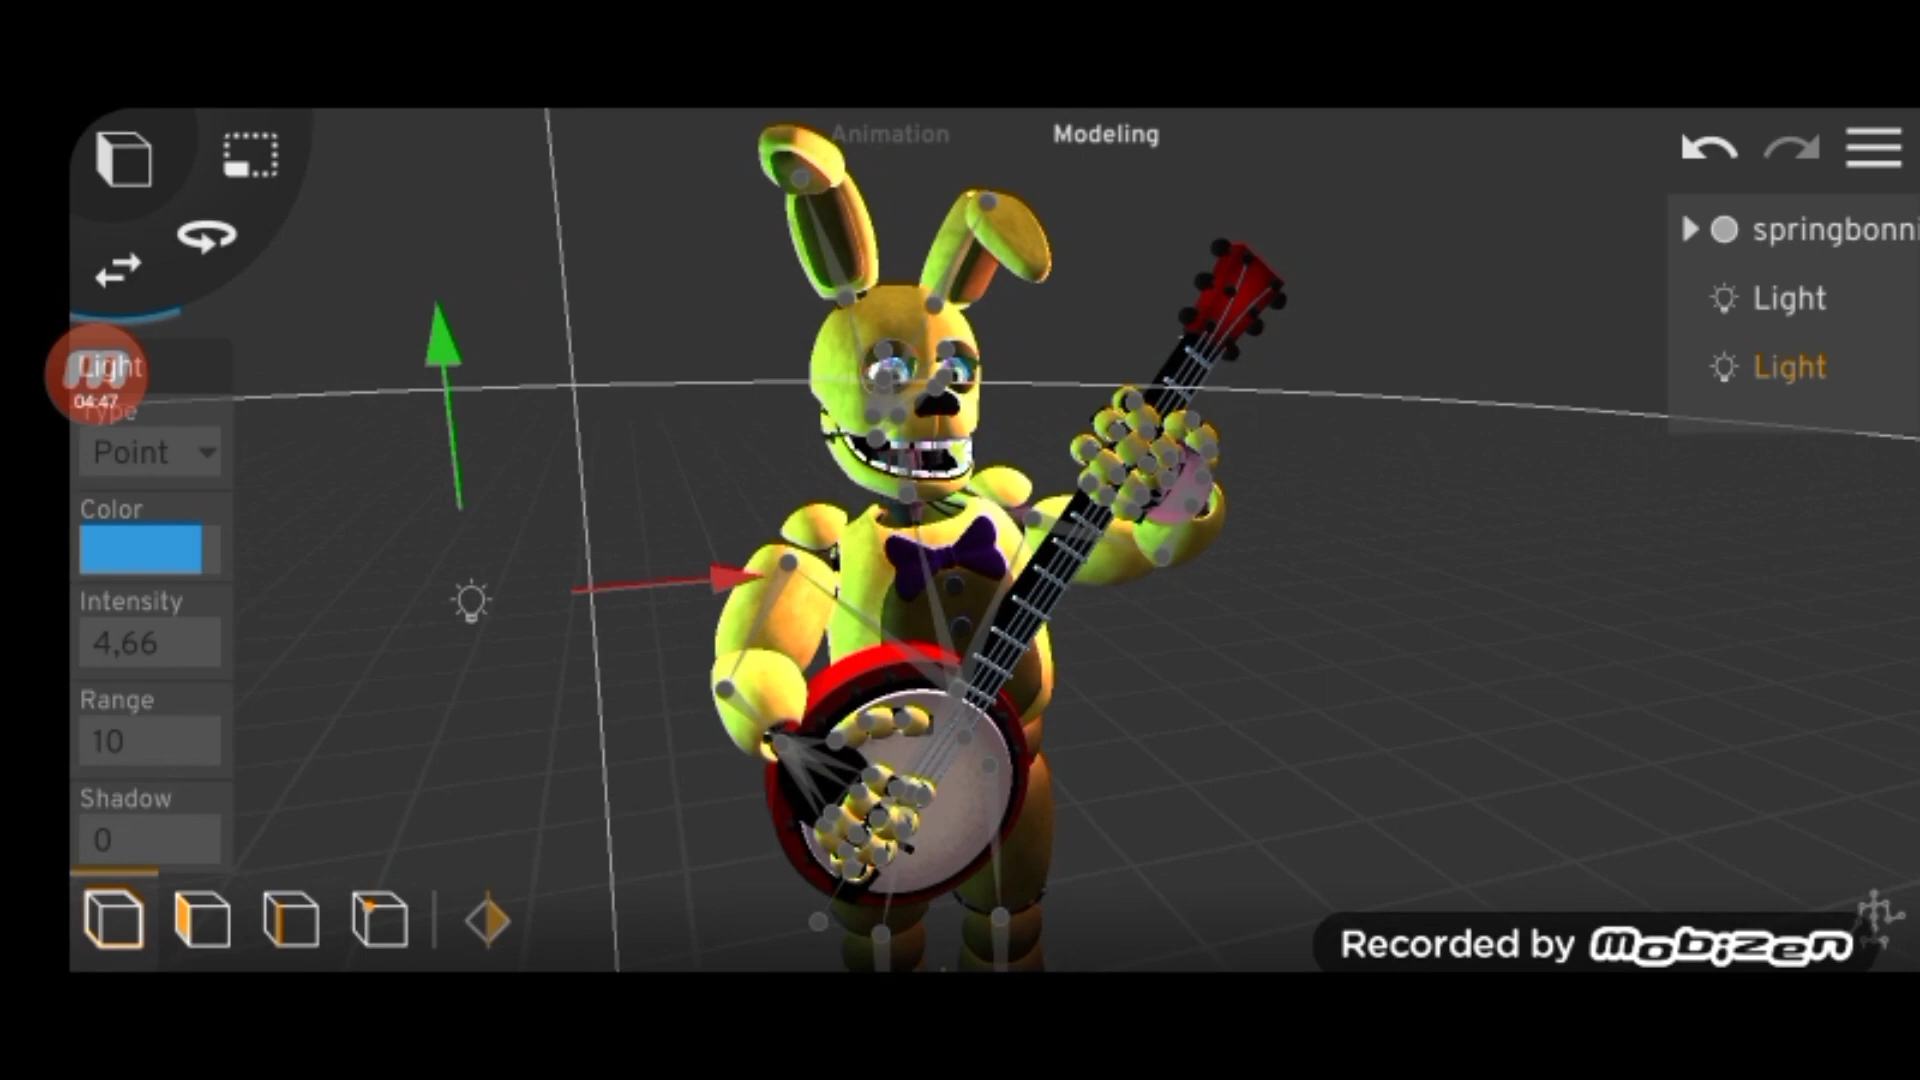 Animation
Modeling
springbonni
Light
Light
Light
04:47
Type
Point
Color
Intensity
4,66
Range
10
Shadow
0
Recorded by mobizen